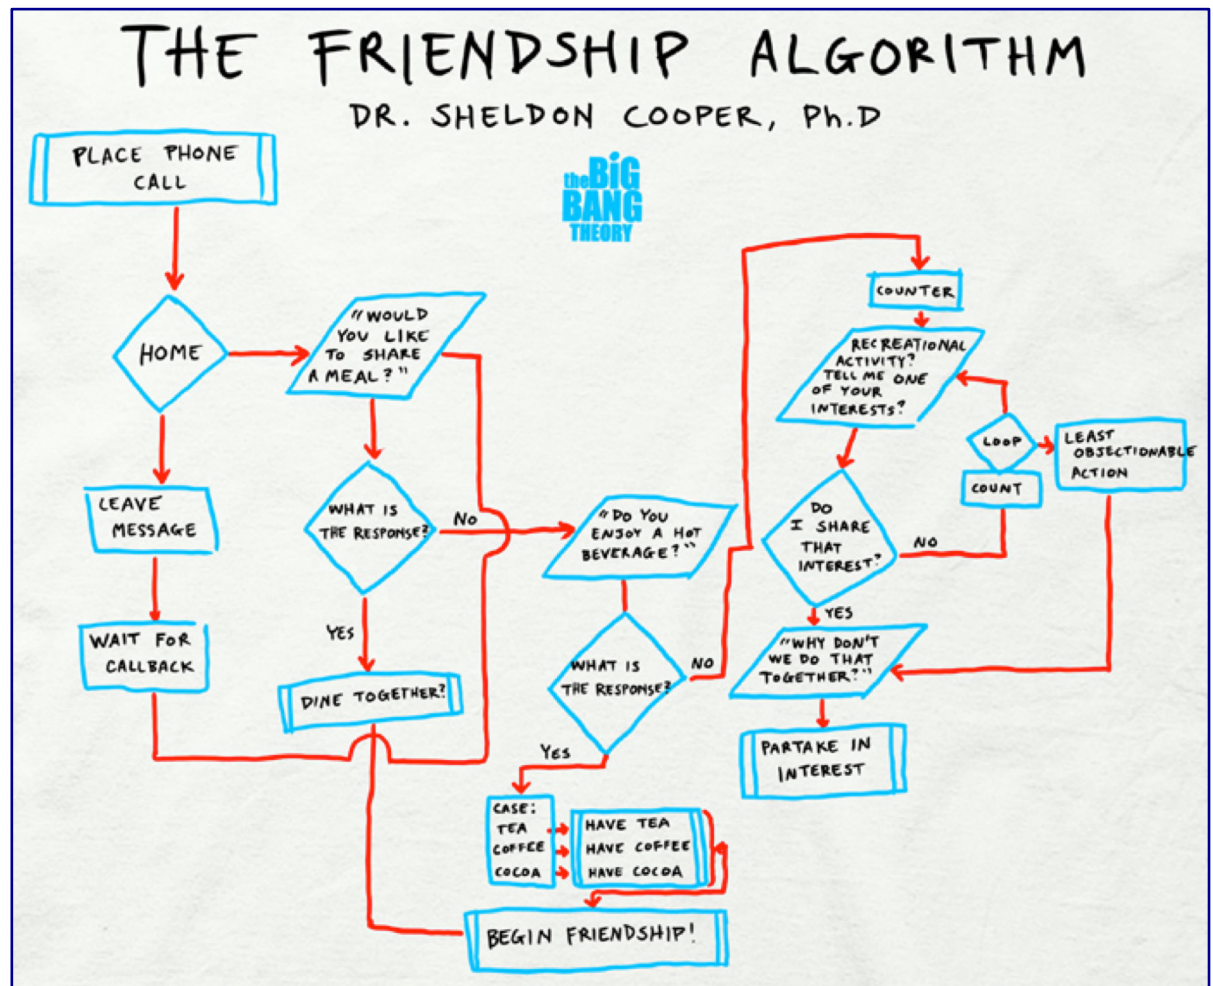 THE FRIENDSHIP ALGORITHM
DR. SHELDON COOPER, Ph.D
the BiG
BANG
THEORY
PLACE PHONE
CALL
HOME
LEAVE
MESSAGE
WAIT FOR
CALLBACK
"WOULD
YOU LIKE
TO SHARE
A MEAL?"
WHAT IS
THE RESPONSE?
NO
YES
DINE TOGETHER?
"DO YOU
ENJOY A HOT
BEVERAGE?"
WHAT IS
THE RESPONSE?
NO
YES
CASE:
TEA
COFFEE
COCOA
HAVE TEA
HAVE COFFEE
HAVE COCOA
BEGIN FRIENDSHIP!
COUNTER
RECREATIONAL
ACTIVITY?
TELL ME ONE
OF YOUR
INTERESTS?
LOOP
COUNT
LEAST
OBJECTIONABLE
ACTION
DO
I SHARE
THAT
INTEREST?
NO
YES
"WHY DON'T
WE DO THAT
TOGETHER?"
PARTAKE IN
INTEREST